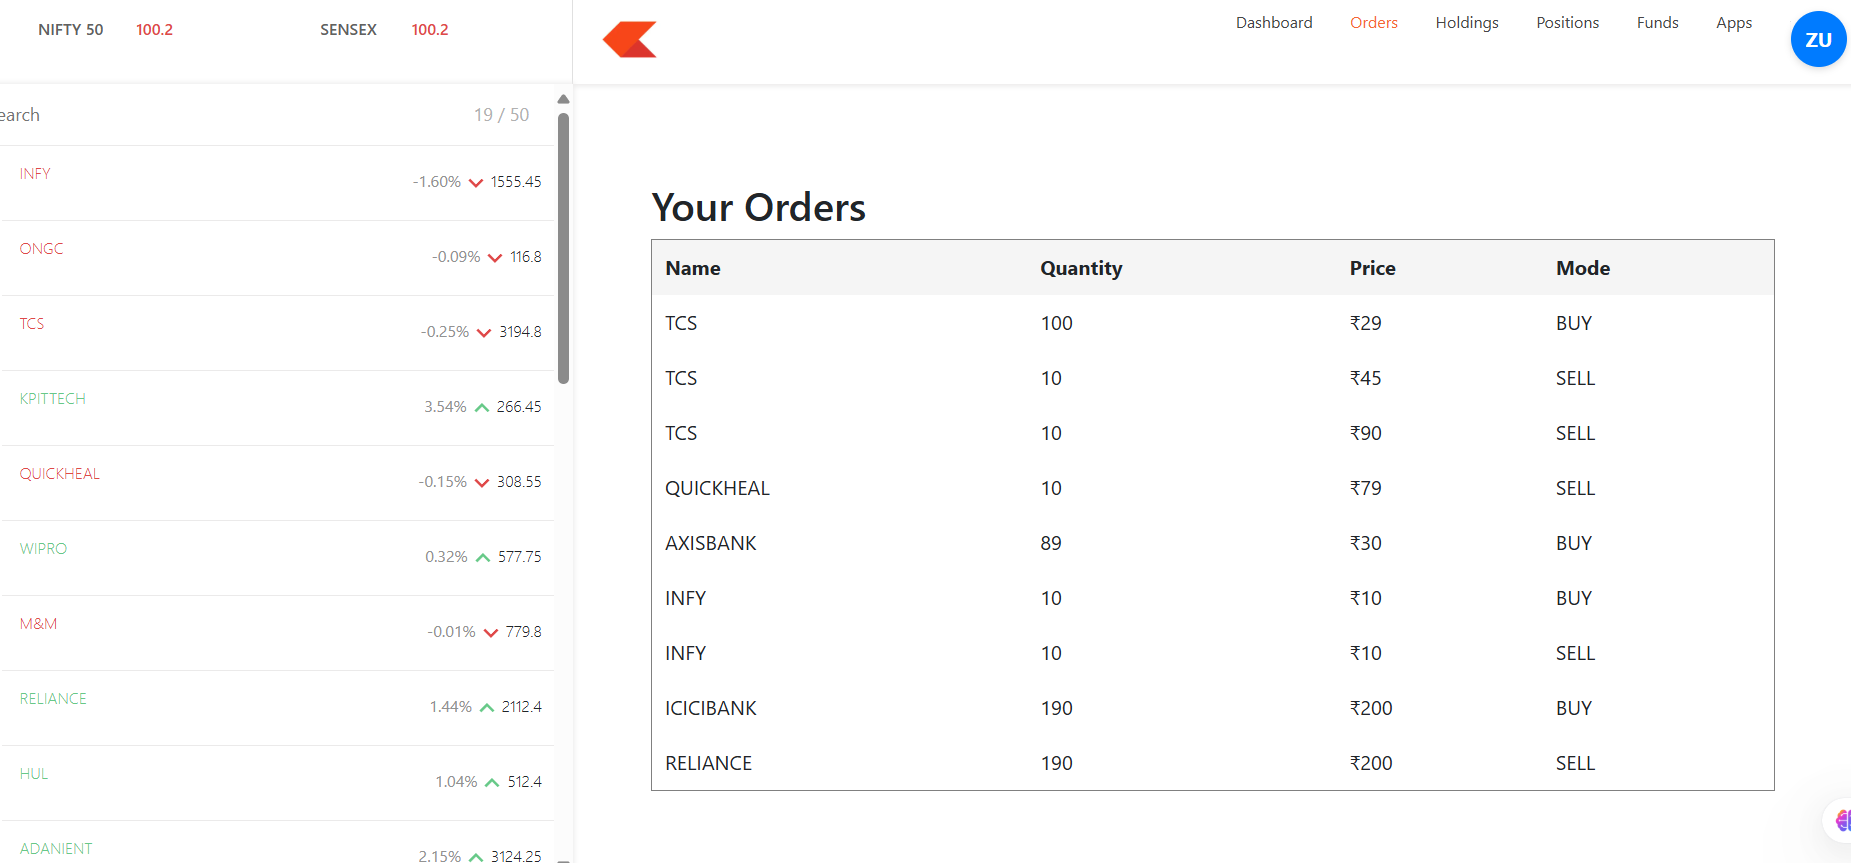 NIFTY 50 100.2 SENSEX 100.2
Dashboard Orders Holdings Positions Funds Apps ZU
earch 19 / 50
INFY -1.60% 1555.45
ONGC -0.09% 116.8
TCS -0.25% 3194.8
KPITTECH 3.54% 266.45
QUICKHEAL -0.15% 308.55
WIPRO 0.32% 577.75
M&M -0.01% 779.8
RELIANCE 1.44% 2112.4
HUL 1.04% 512.4
ADANIENT 2.15% 3124.25
Your Orders
Name Quantity Price Mode
TCS 100 ₹29 BUY
TCS 10 ₹45 SELL
TCS 10 ₹90 SELL
QUICKHEAL 10 ₹79 SELL
AXISBANK 89 ₹30 BUY
INFY 10 ₹10 BUY
INFY 10 ₹10 SELL
ICICIBANK 190 ₹200 BUY
RELIANCE 190 ₹200 SELL